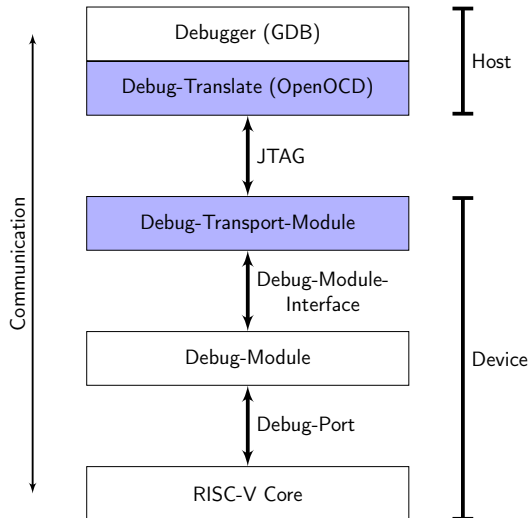 Debugger (GDB)
Debug-Translate (OpenOCD)
Host
JTAG
Communication
Debug-Transport-Module
Debug-Module-
Interface
Debug-Module
Device
Debug-Port
RISC-V Core